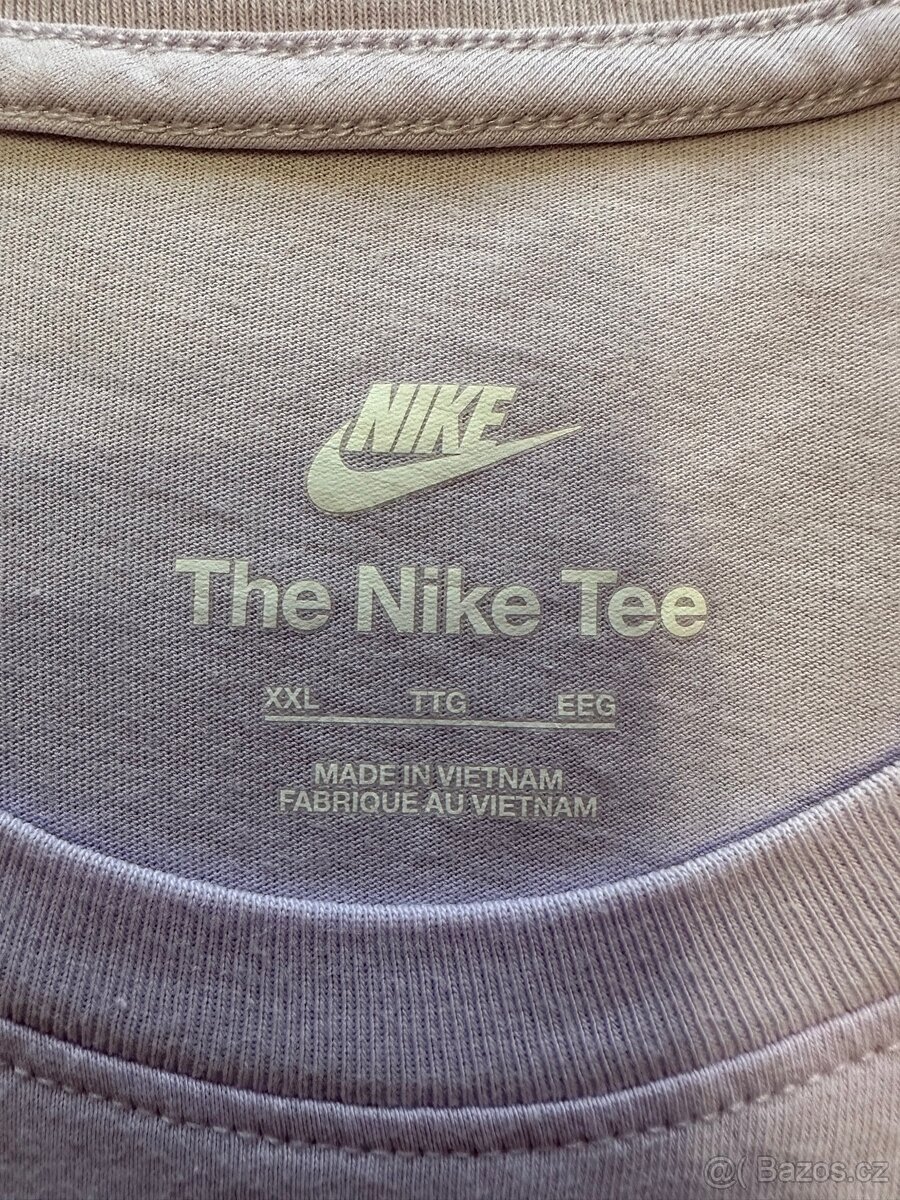 NIKE
The Nike Tee
XXL TTG EEG
MADE IN VIETNAM
FABRIQUE AU VIETNAM
@( Bazos.cz